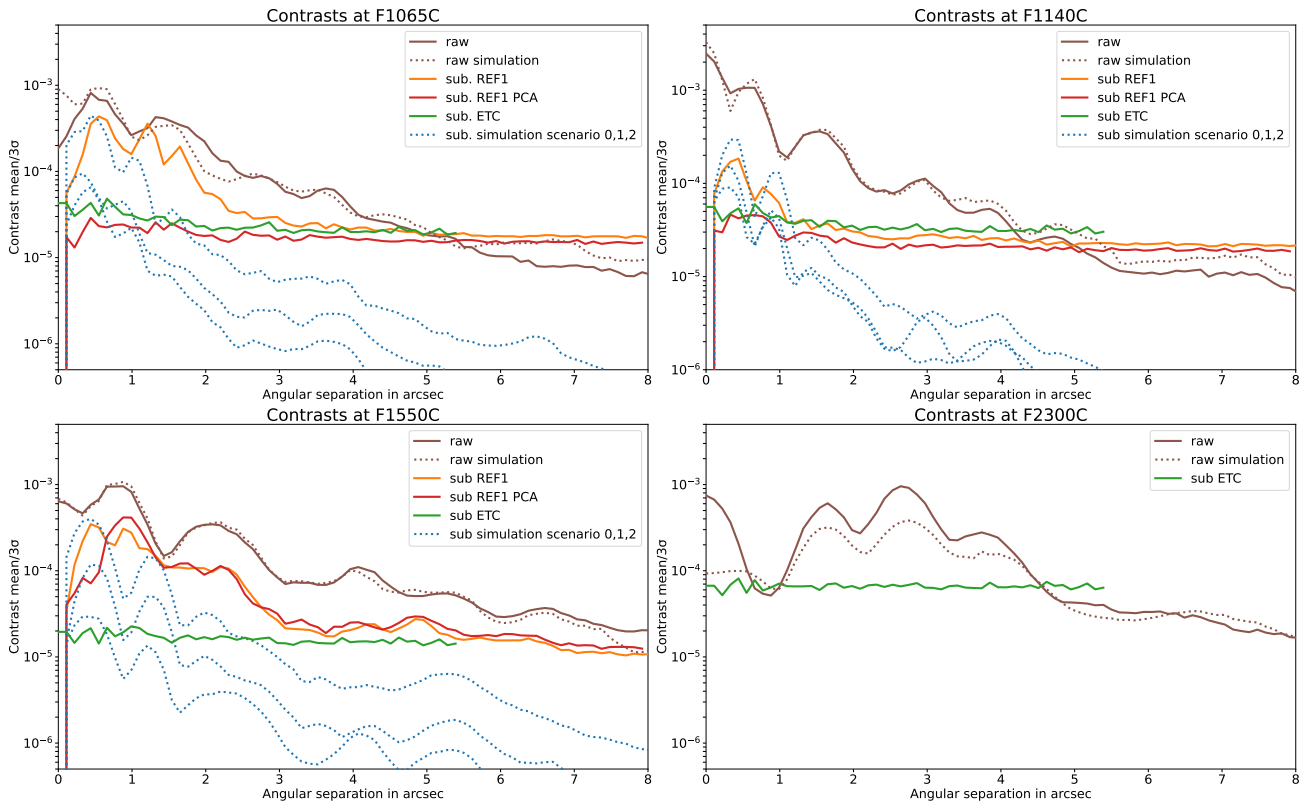 Contrasts at F1065C
Contrast mean/3σ
10⁻³
10⁻⁴
10⁻⁵
10⁻⁶
raw
raw simulation
sub. REF1
sub. REF1 PCA
sub. ETC
sub. simulation scenario 0,1,2
0 1 2 3 4 5 6 7 8
Angular separation in arcsec
Contrasts at F1140C
Contrast mean/3σ
10⁻³
10⁻⁴
10⁻⁵
10⁻⁶
raw
raw simulation
sub REF1
sub REF1 PCA
sub ETC
sub simulation scenario 0,1,2
0 1 2 3 4 5 6 7 8
Angular separation in arcsec
Contrasts at F1550C
Contrast mean/3σ
10⁻³
10⁻⁴
10⁻⁵
10⁻⁶
raw
raw simulation
sub REF1
sub REF1 PCA
sub ETC
sub simulation scenario 0,1,2
0 1 2 3 4 5 6 7 8
Angular separation in arcsec
Contrasts at F2300C
Contrast mean/3σ
10⁻³
10⁻⁴
10⁻⁵
10⁻⁶
raw
raw simulation
sub ETC
0 1 2 3 4 5 6 7 8
Angular separation in arcsec